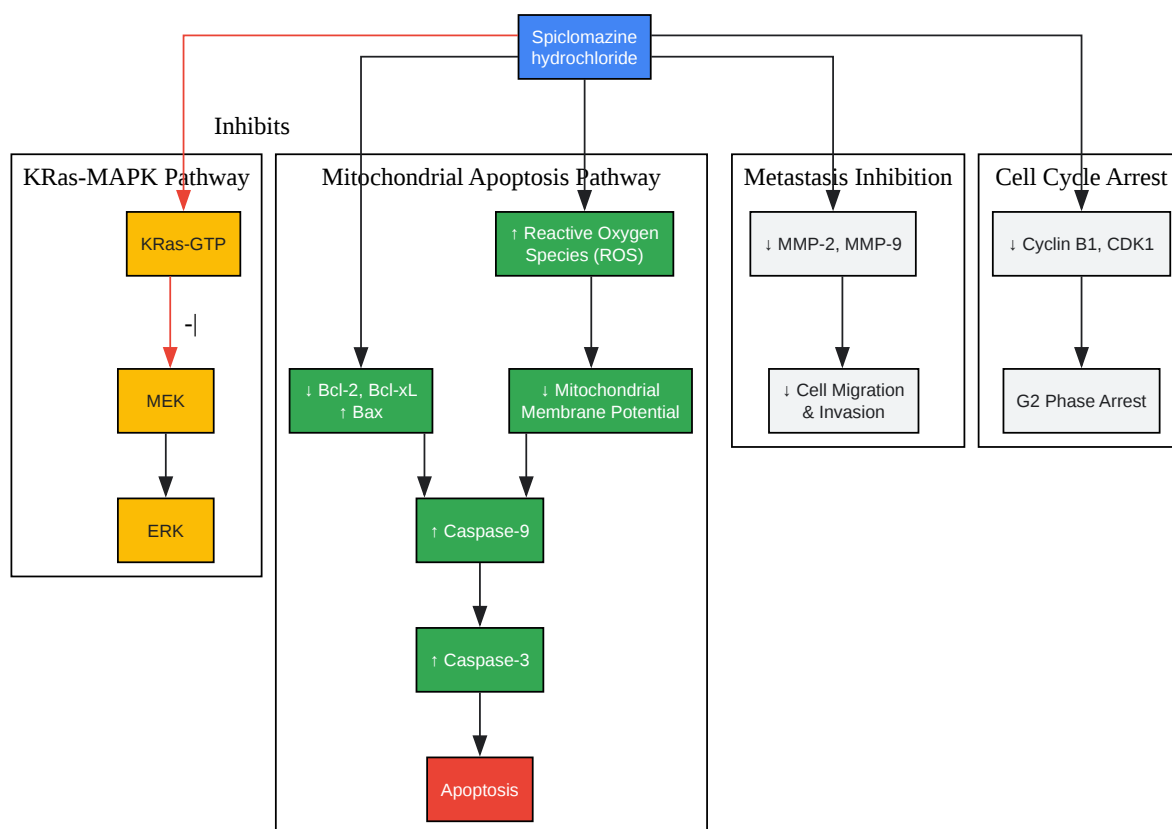 Spiclomazine
hydrochloride
Inhibits
KRas-MAPK Pathway
Mitochondrial Apoptosis Pathway
Metastasis Inhibition
Cell Cycle Arrest
KRas-GTP
↑ Reactive Oxygen
Species (ROS)
↓ MMP-2, MMP-9
↓ Cyclin B1, CDK1
-|
MEK
↓ Bcl-2, Bcl-xL
↑ Bax
↓ Mitochondrial
Membrane Potential
↓ Cell Migration
& Invasion
G2 Phase Arrest
ERK
↑ Caspase-9
↑ Caspase-3
Apoptosis